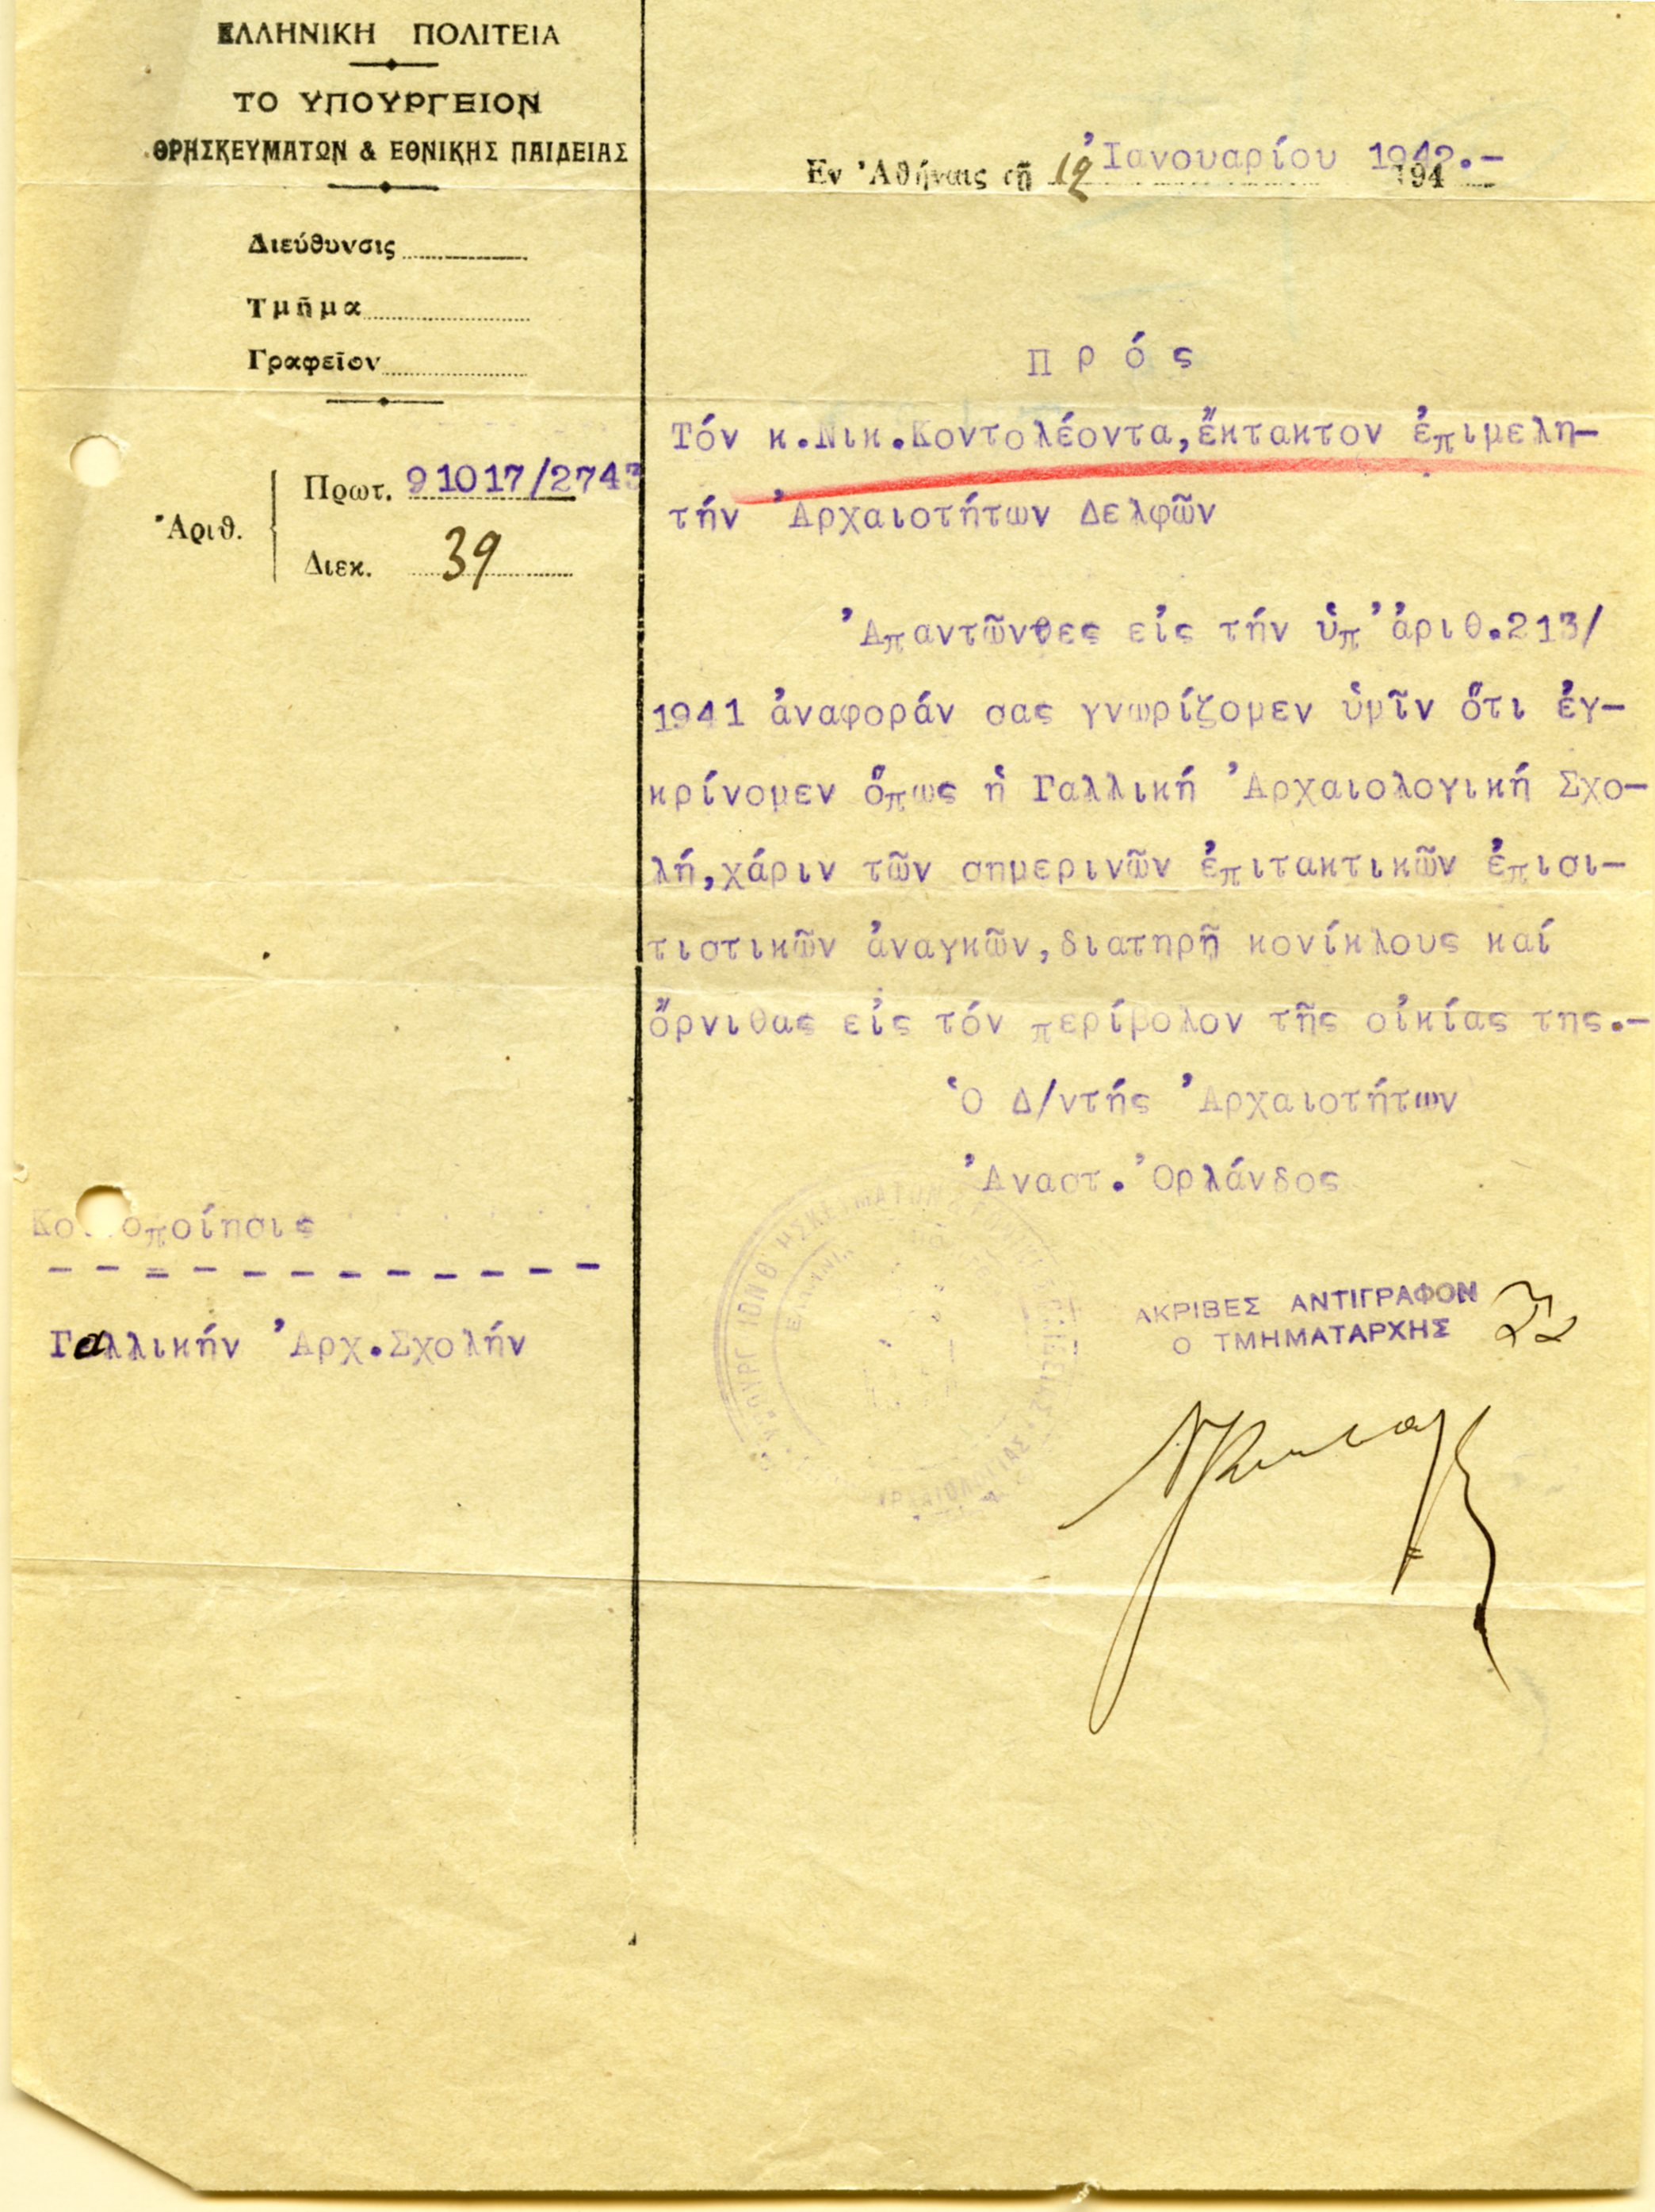 ΕΛΛΗΝΙΚΗ ΠΟΛΙΤΕΙΑ
ΤΟ ΥΠΟΥΡΓΕΙΟΝ
ΘΡΗΣΚΕΥΜΑΤΩΝ & ΕΘΝΙΚΗΣ ΠΑΙΔΕΙΑΣ
Διεύθυνσις
Τμῆμα
Γραφεῖον
Ἀριθ.
Πρωτ. 91017/2743
Διεκ. 39
Εν Ἀθήναις τῇ 12 Ἰανουαρίου 1942.-
194
Πρός
Τόν κ.Νικ.Κοντολέοντα,ἔκτακτον ἐπιμελη-
τήν Ἀρχαιοτήτων Δελφῶν
Ἀπαντῶντες εἰς τήν ὑπ'ἀριθ.213/
1941 ἀναφοράν σας γνωρίζομεν ὑμῖν ὅτι ἐγ-
κρίνομεν ὅπως ἡ Γαλλική Ἀρχαιολογική Σχο-
λή,χάριν τῶν σημερινῶν ἐπιτακτικῶν ἐπισι-
τιστικῶν ἀναγκῶν,διατηρῇ κονίκλους καί
ὄρνιθας εἰς τόν περίβολον τῆς οἰκίας της.-
Ὁ Δ/ντής Ἀρχαιοτήτων
Ἀναστ. Ὀρλάνδος
ΑΚΡΙΒΕΣ ΑΝΤΙΓΡΑΦΟΝ
Ο ΤΜΗΜΑΤΑΡΧΗΣ
Κο οποίησις
Γαλλικήν Ἀρχ.Σχολήν